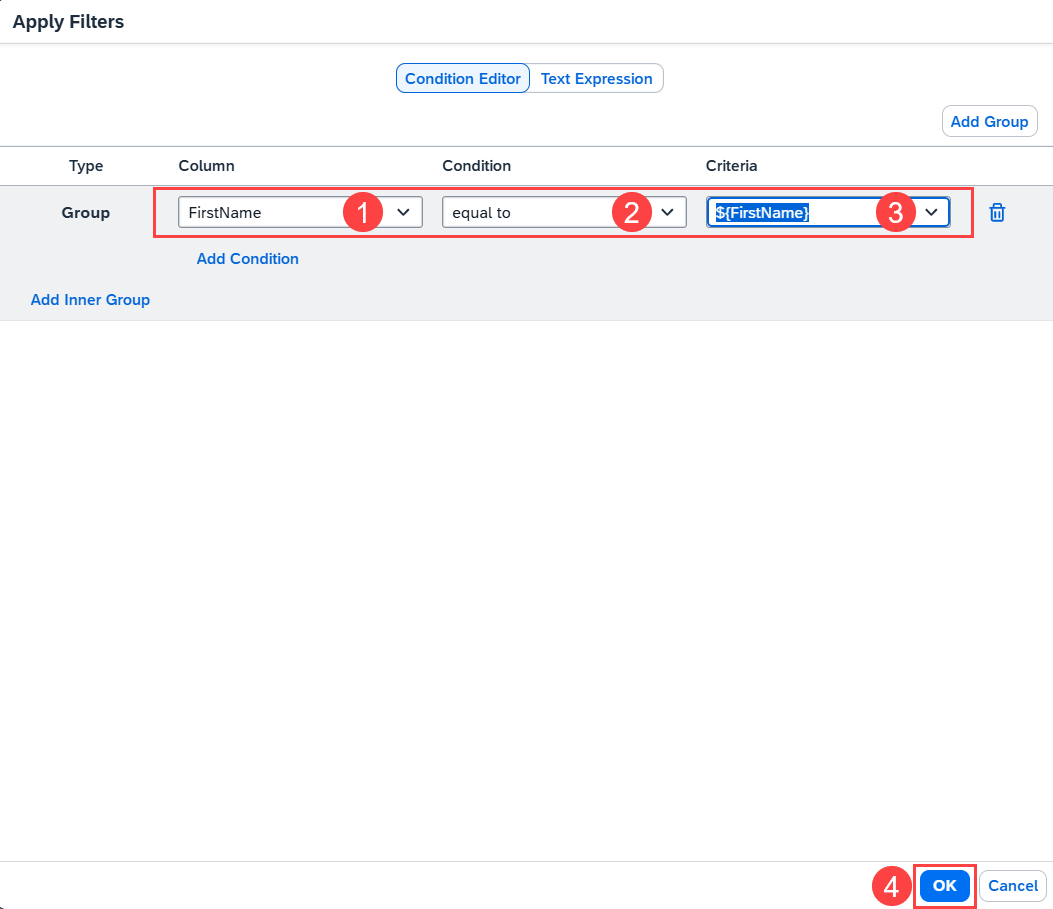 Apply Filters
Condition Editor Text Expression
Add Group
Type Column Condition Criteria
Group FirstName 1 equal to 2 ${FirstName} 3
Add Condition
Add Inner Group
4 OK Cancel